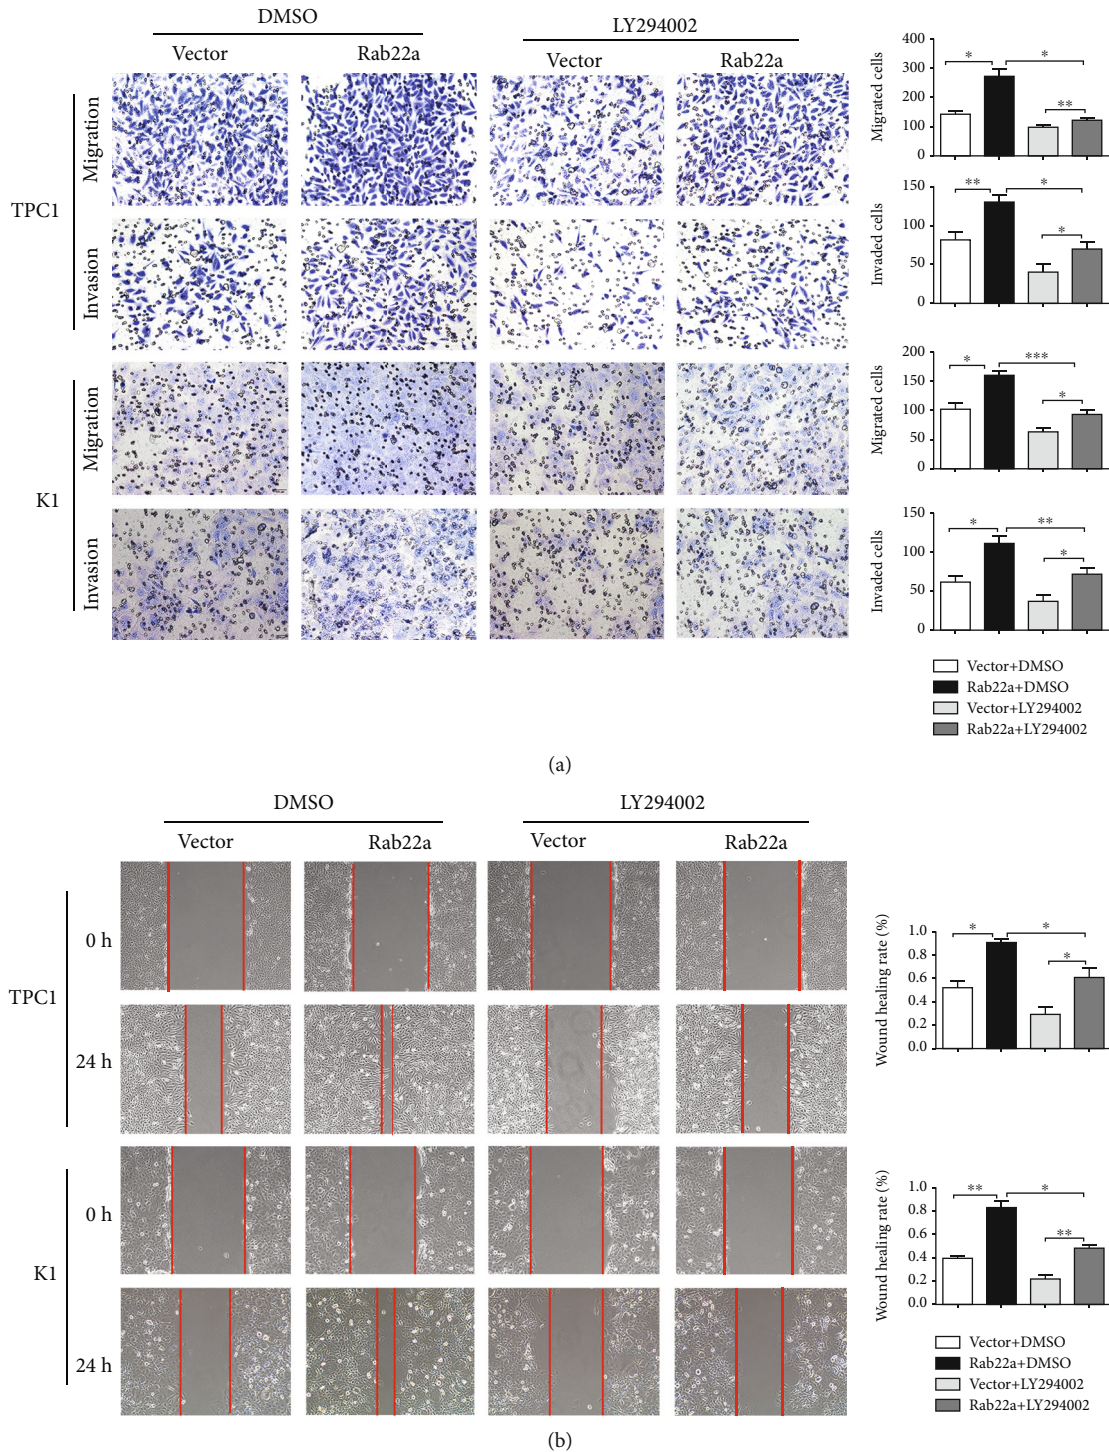 DMSO
LY294002
Vector
Rab22a
Vector
Rab22a
TPC1
Migration
Invasion
K1
Migration
Invasion
Migrated cells
400
300
200
100
0
*
*
**
Invaded cells
150
100
50
0
**
*
*
Migrated cells
200
150
100
50
0
*
***
*
Invaded cells
150
100
50
0
*
**
*
Vector+DMSO
Rab22a+DMSO
Vector+LY294002
Rab22a+LY294002
(a)
DMSO
LY294002
Vector
Rab22a
Vector
Rab22a
TPC1
0 h
24 h
K1
0 h
24 h
Wound healing rate (%)
1.0
0.8
0.6
0.4
0.2
0.0
*
*
*
Wound healing rate (%)
1.0
0.8
0.6
0.4
0.2
0.0
**
*
**
Vector+DMSO
Rab22a+DMSO
Vector+LY294002
Rab22a+LY294002
(b)